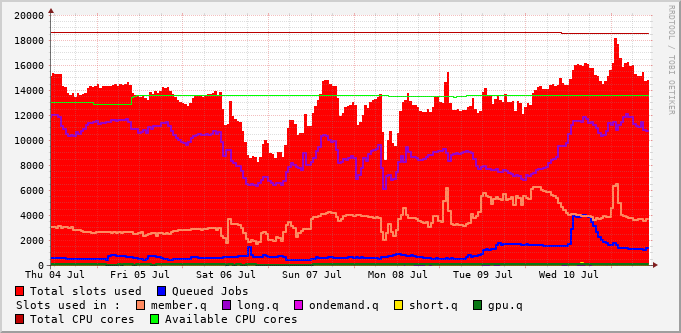 20000
18000
16000
14000
12000
10000
8000
6000
4000
2000
0
Thu 04 Jul Fri 05 Jul Sat 06 Jul Sun 07 Jul Mon 08 Jul Tue 09 Jul Wed 10 Jul
RRDTOOL / TOBI OETIKER
Total slots used Queued Jobs
Slots used in : member.q long.q ondemand.q short.q gpu.q
Total CPU cores Available CPU cores